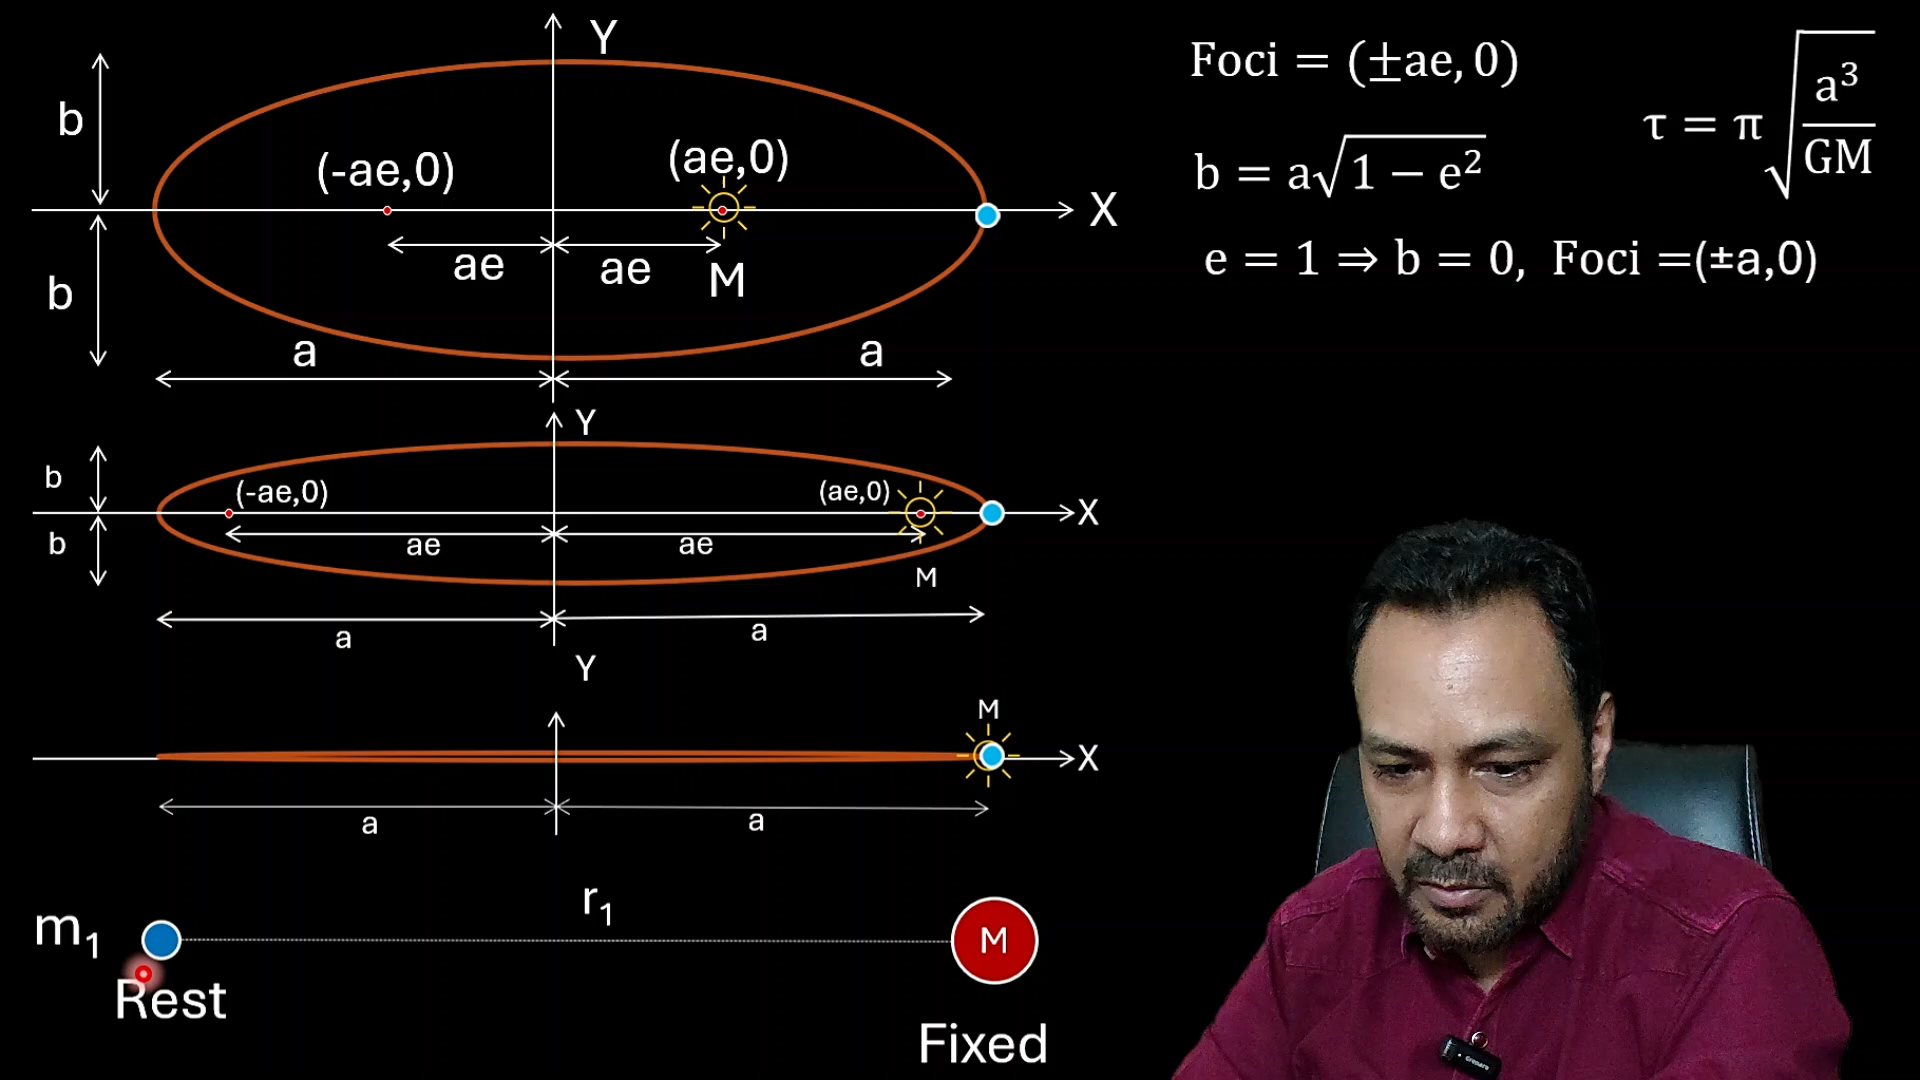 Y
b
(-ae,0)
(ae,0)
X
ae
ae
M
b
a
a
Y
b
(-ae,0)
(ae,0)
X
b
ae
ae
M
a
a
Y
M
X
a
a
r₁
m₁
M
Rest
Fixed
Foci = (±ae, 0)
τ = π√(a³/GM)
b = a√(1 − e²)
e = 1 ⇒ b = 0, Foci =(±a,0)